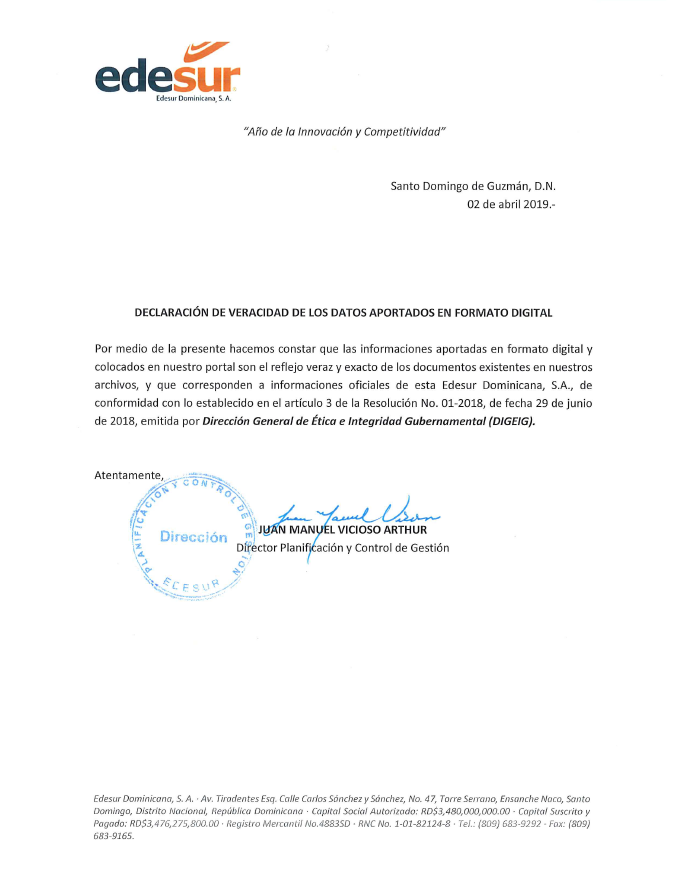 edesur
Edesur Dominicana, S. A.
"Año de la Innovación y Competitividad"
Santo Domingo de Guzmán, D.N.
02 de abril 2019.-
DECLARACIÓN DE VERACIDAD DE LOS DATOS APORTADOS EN FORMATO DIGITAL
Por medio de la presente hacemos constar que las informaciones aportadas en formato digital y
colocados en nuestro portal son el reflejo veraz y exacto de los documentos existentes en nuestros
archivos, y que corresponden a informaciones oficiales de esta Edesur Dominicana, S.A., de
conformidad con lo establecido en el artículo 3 de la Resolución No. 01-2018, de fecha 29 de junio
de 2018, emitida por Dirección General de Ética e Integridad Gubernamental (DIGEIG).
Atentamente,
PLANIFICACIÓN Y CONTROL DE GESTIÓN
Dirección
EDESUR
JUAN MANUEL VICIOSO ARTHUR
Director Planificación y Control de Gestión
Edesur Dominicana, S. A. · Av. Tiradentes Esq. Calle Carlos Sánchez y Sánchez, No. 47, Torre Serrano, Ensanche Naco, Santo
Domingo, Distrito Nacional, República Dominicana · Capital Social Autorizado: RD$3,480,000,000.00 · Capital Suscrito y
Pagado: RD$3,476,275,800.00 · Registro Mercantil No.4883SD · RNC No. 1-01-82124-8 · Tel.: (809) 683-9292 - Fax: (809)
683-9165.